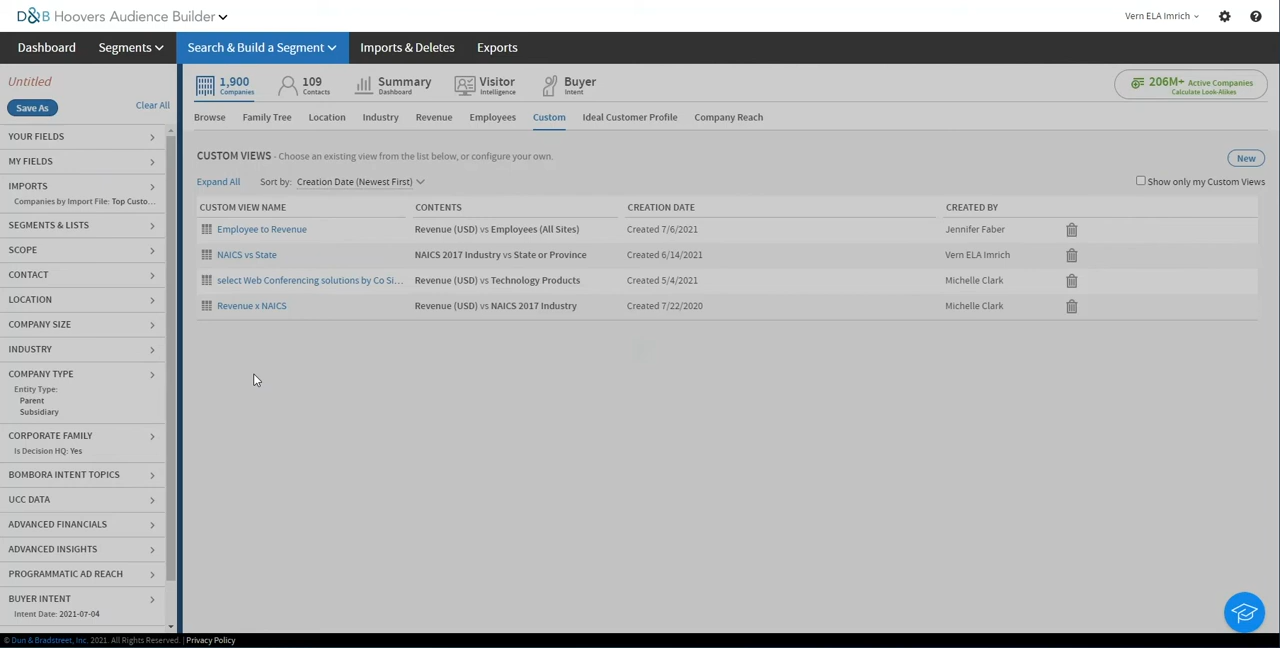 D&B Hoovers Audience Builder
Vern ELA Imrich
Dashboard Segments Search & Build a Segment Imports & Deletes Exports
Untitled
Save As Clear All
YOUR FIELDS
MY FIELDS
IMPORTS
Companies by Import File: Top Custo...
SEGMENTS & LISTS
SCOPE
CONTACT
LOCATION
COMPANY SIZE
INDUSTRY
COMPANY TYPE
Entity Type:
Parent
Subsidiary
CORPORATE FAMILY
Is Decision HQ: Yes
BOMBORA INTENT TOPICS
UCC DATA
ADVANCED FINANCIALS
ADVANCED INSIGHTS
PROGRAMMATIC AD REACH
BUYER INTENT
Intent Date: 2021-07-04
1,900 Companies
109 Contacts
Summary Dashboard
Visitor Intelligence
Buyer Intent
206M+ Active Companies
Calculate Look-Alikes
Browse Family Tree Location Industry Revenue Employees Custom Ideal Customer Profile Company Reach
CUSTOM VIEWS - Choose an existing view from the list below, or configure your own.
New
Expand All Sort by: Creation Date (Newest First)
Show only my Custom Views
CUSTOM VIEW NAME CONTENTS CREATION DATE CREATED BY
Employee to Revenue Revenue (USD) vs Employees (All Sites) Created 7/6/2021 Jennifer Faber
NAICS vs State NAICS 2017 Industry vs State or Province Created 6/14/2021 Vern ELA Imrich
select Web Conferencing solutions by Co Si... Revenue (USD) vs Technology Products Created 5/4/2021 Michelle Clark
Revenue x NAICS Revenue (USD) vs NAICS 2017 Industry Created 7/22/2020 Michelle Clark
© Dun & Bradstreet, Inc. 2021. All Rights Reserved. | Privacy Policy